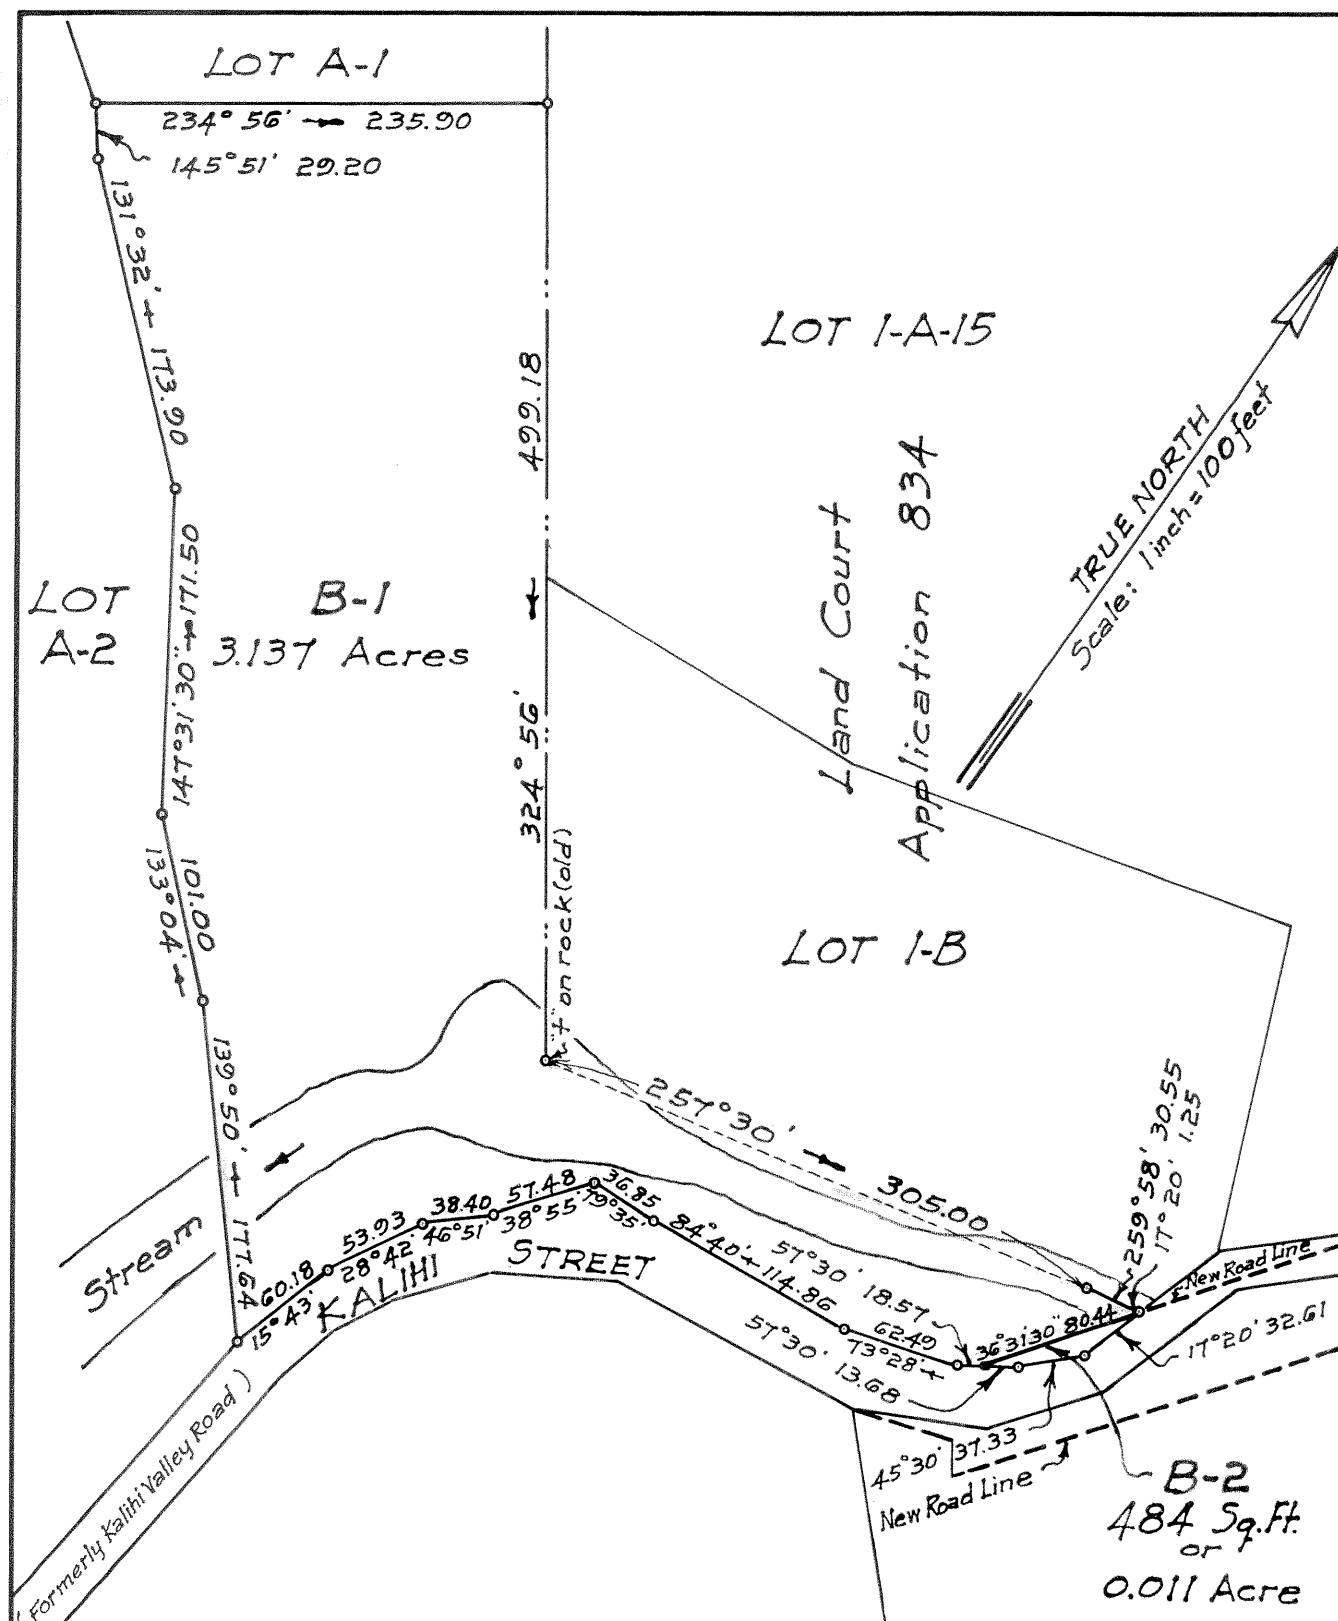 LOT A-1
234° 56' 235.90
145° 51' 29.20
131° 32' 173.90
LOT 1-A-15
499.18
TRUE NORTH
Scale: 1 inch = 100 feet
Land Court
Application 834
147° 31' 30" 171.50
LOT
A-2
B-1
3.137 Acres
324° 56'
"+" on rock (old)
101.00
133° 04'
LOT 1-B
139° 50' 177.64
257° 30' 305.00
259° 58' 30.55
17° 20' 1.25
Stream
60.18
15° 43'
53.93
28° 42'
38.40
46° 51'
57.48
38° 55'
36.85
79° 35'
84° 40' 114.86
62.49
73° 28'
57° 30' 18.57
57° 30' 13.68
36° 31' 30" 80.44
KALIHI STREET
New Road Line
17° 20' 32.61
45° 30' 37.33
New Road Line
B-2
484 Sq. Ft.
or
0.011 Acre
(Formerly Kalihi Valley Road)